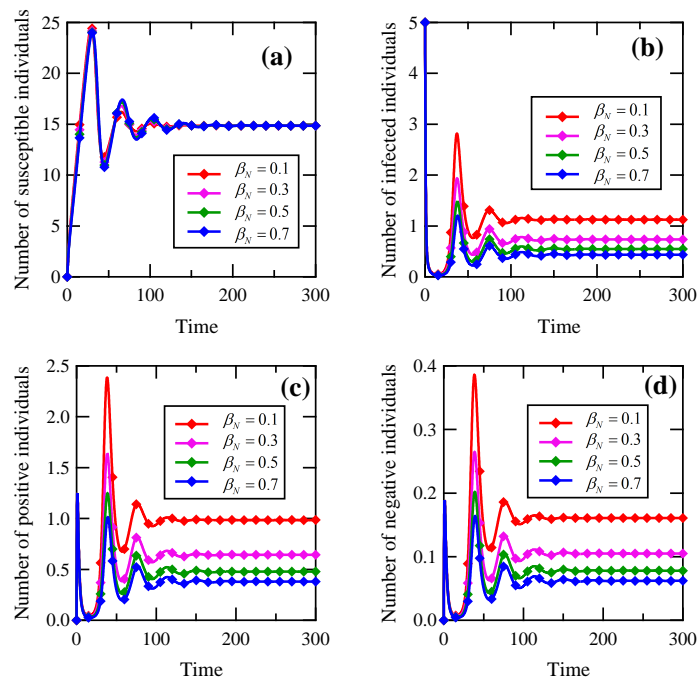 (a)
Number of susceptible individuals
25
20
15
10
5
0
β_N = 0.1
β_N = 0.3
β_N = 0.5
β_N = 0.7
0 100 200 300
Time
(b)
Number of infected individuals
5
4
3
2
1
0
β_N = 0.1
β_N = 0.3
β_N = 0.5
β_N = 0.7
0 100 200 300
Time
(c)
Number of positive individuals
2.5
2.0
1.5
1.0
0.5
0.0
β_N = 0.1
β_N = 0.3
β_N = 0.5
β_N = 0.7
0 100 200 300
Time
(d)
Number of negative individuals
0.4
0.3
0.2
0.1
0.0
β_N = 0.1
β_N = 0.3
β_N = 0.5
β_N = 0.7
0 100 200 300
Time